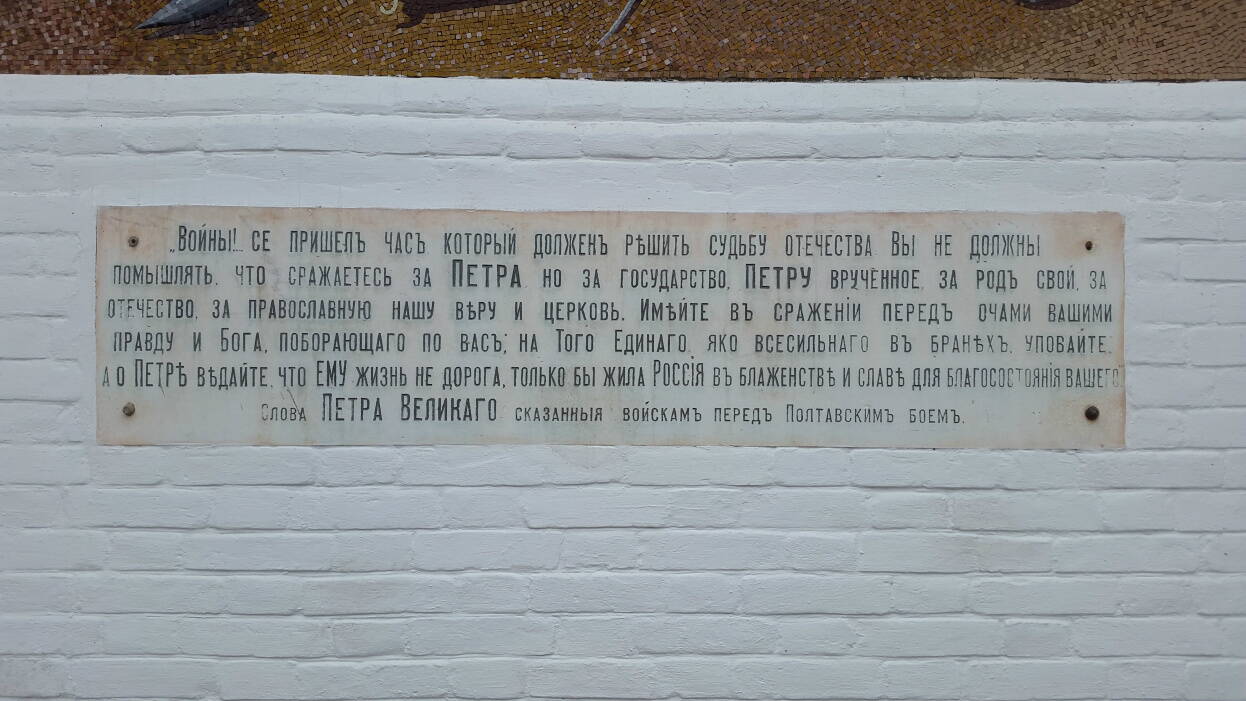 „Войны!.. се пришелъ часъ который долженъ рѣшить судьбу отечества Вы не должны
помышлять, что сражаетесь за ПЕТРА но за государство, ПЕТРУ врученное, за родъ свой, за
отечество, за православную нашу вѣру и церковь. Имѣйте въ сраженіи передъ очами вашими
правду и Бога, поборающаго по васъ; на Того Единаго, яко всесильнаго въ бранѣхъ, уповайте;
а о ПЕТРѢ вѣдайте, что ЕМУ жизнь не дорога, только бы жила РОССІЯ въ блаженствѣ и славѣ для благосостоянія вашего
Слова ПЕТРА ВЕЛИКАГО сказанныя войскамъ передъ Полтавскимъ боемъ.